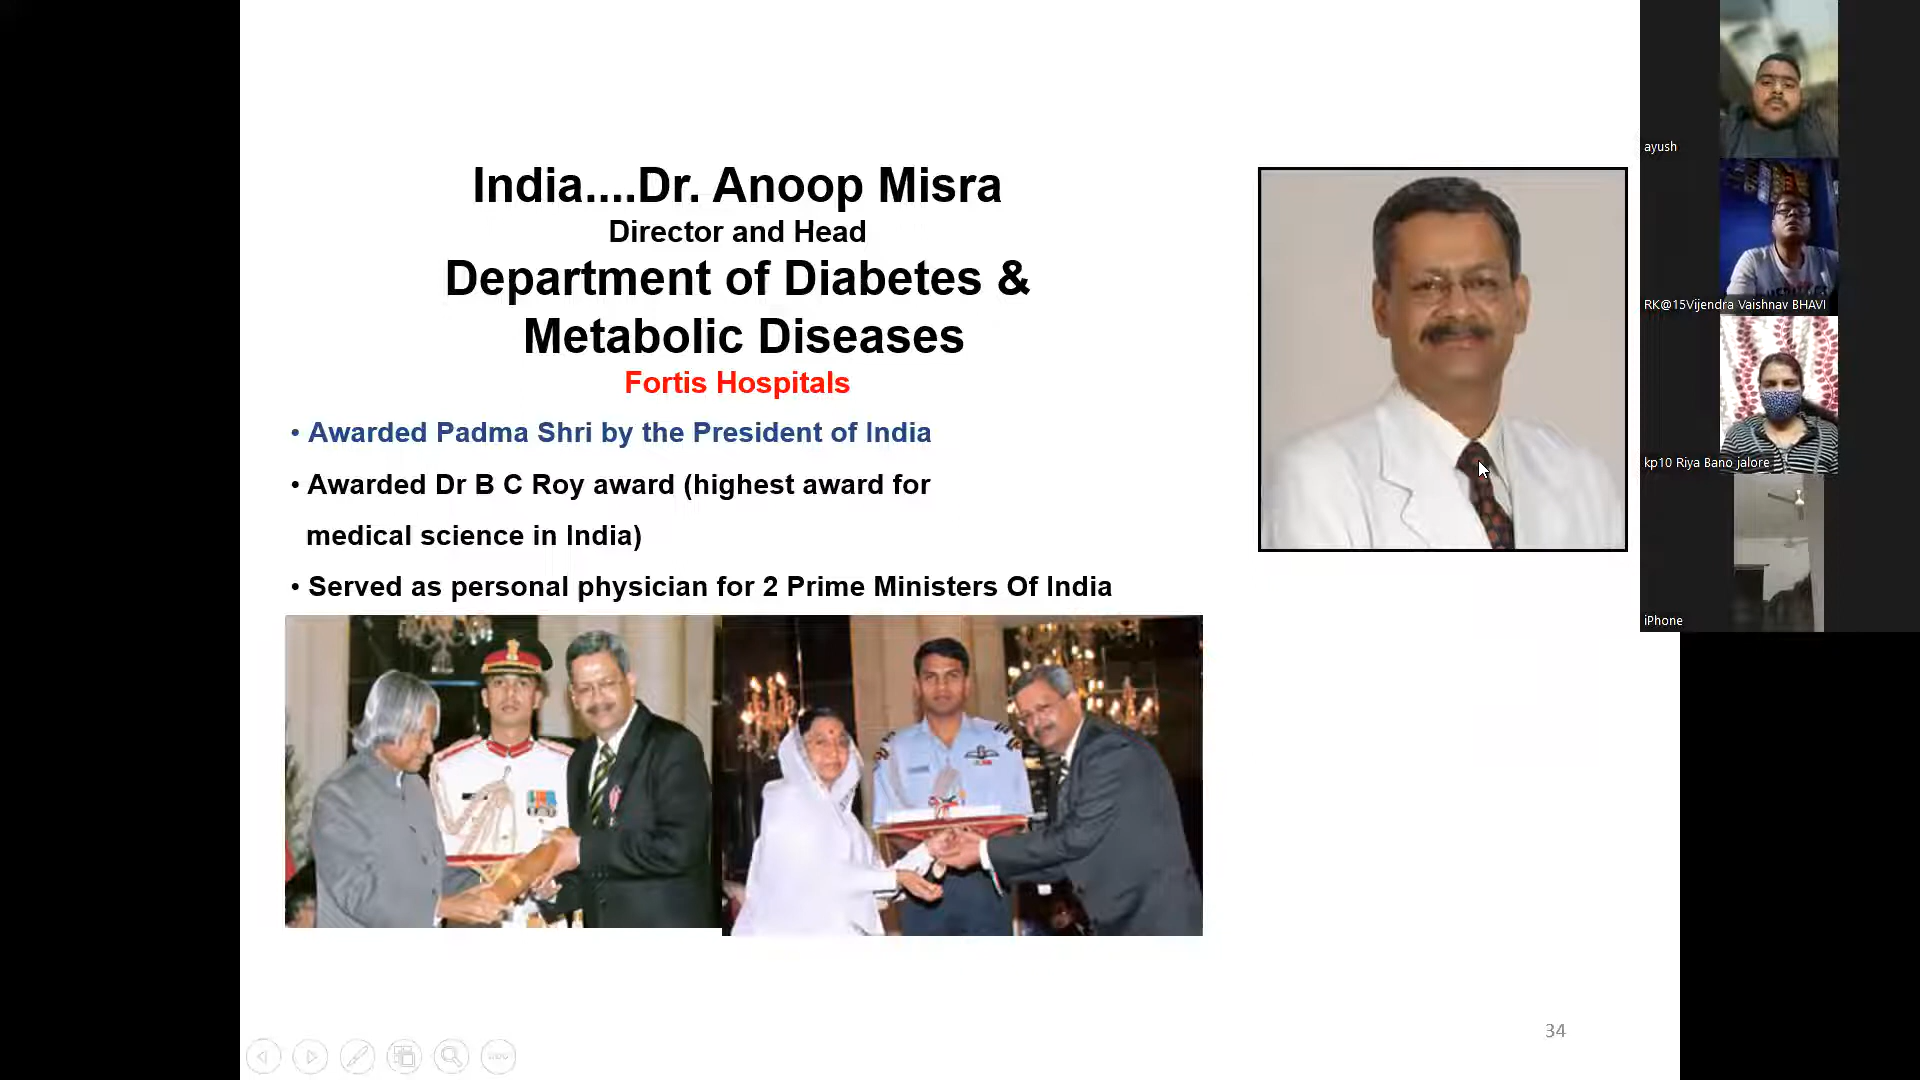 India....Dr. Anoop Misra
Director and Head
Department of Diabetes &
Metabolic Diseases
Fortis Hospitals
• Awarded Padma Shri by the President of India
• Awarded Dr B C Roy award (highest award for
medical science in India)
• Served as personal physician for 2 Prime Ministers Of India
34
ayush
RK@15Vijendra Vaishnav BHAVI
kp10 Riya Bano jalore
iPhone